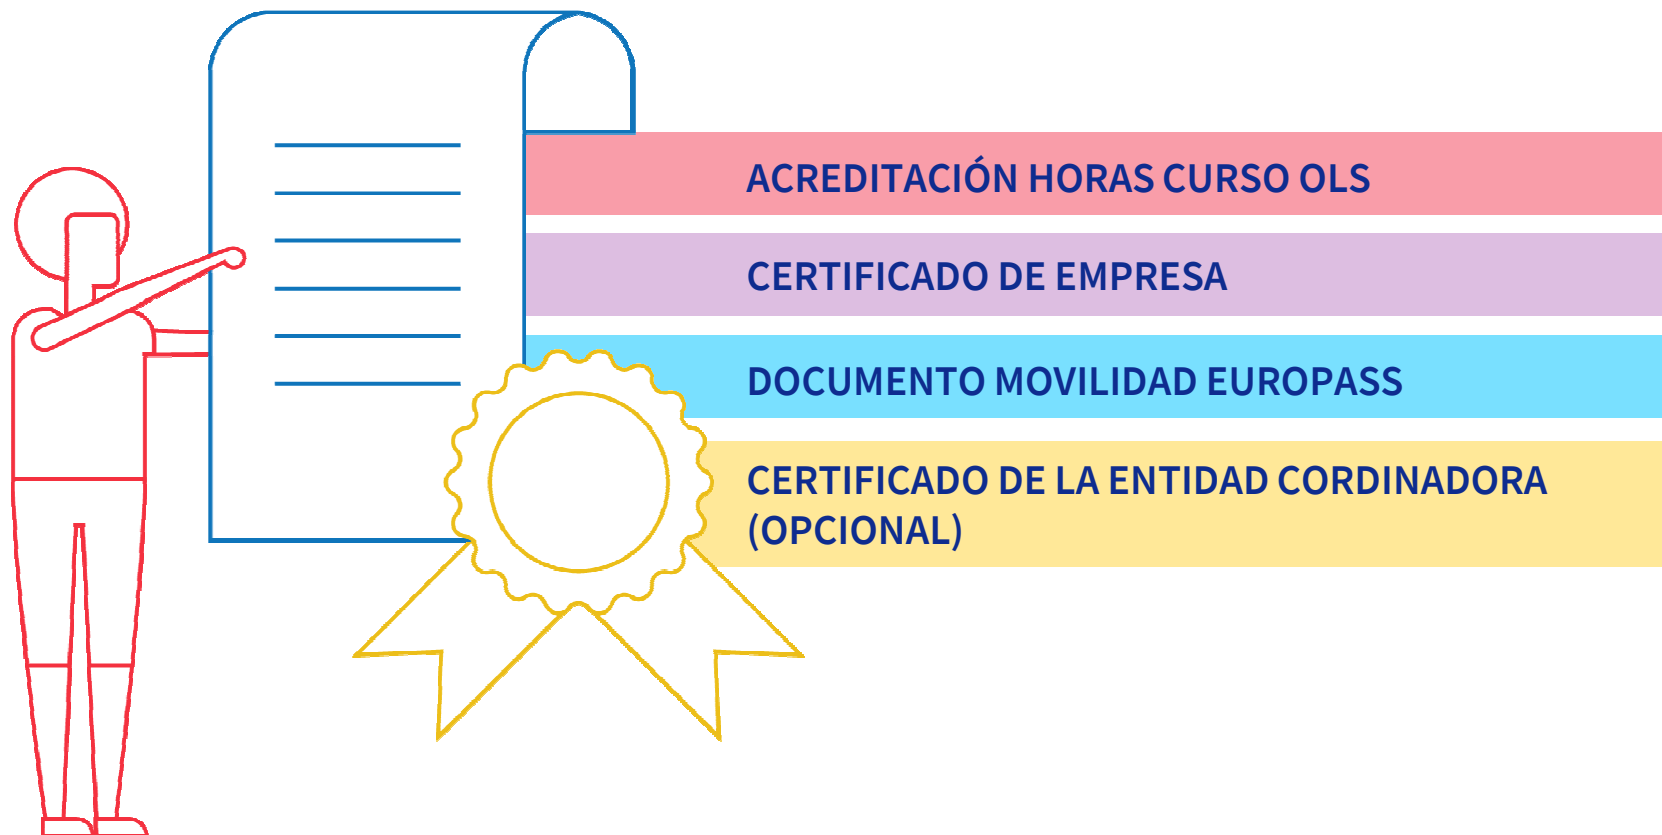 ACREDITACIÓN HORAS CURSO OLS
CERTIFICADO DE EMPRESA
DOCUMENTO MOVILIDAD EUROPASS
CERTIFICADO DE LA ENTIDAD CORDINADORA
(OPCIONAL)